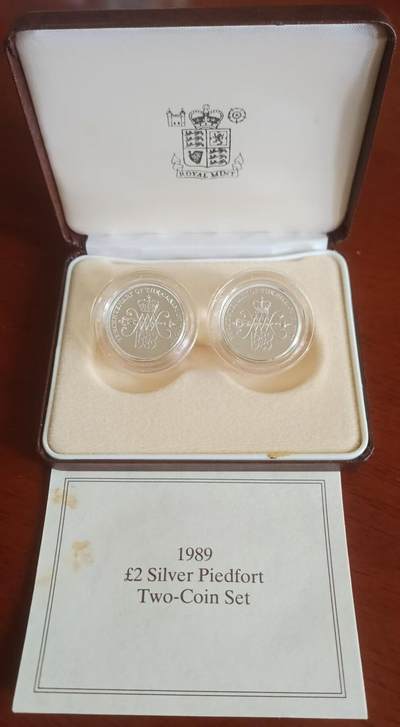 ROYAL MINT
1989
£2 Silver Piedfort
Two-Coin Set